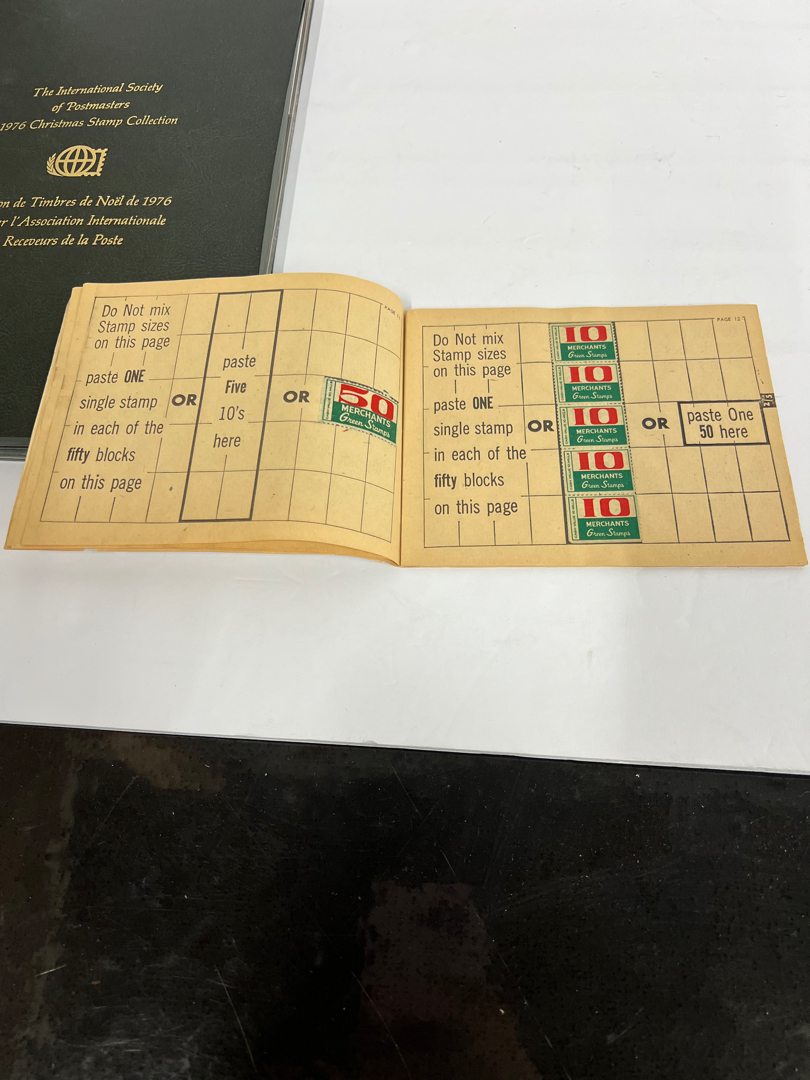 The International Society
of Postmasters
1976 Christmas Stamp Collection
de Timbres de Noël de 1976
l'Association Internationale
Receveurs de la Poste
Do Not mix
Stamp sizes
on this page
paste ONE
single stamp
in each of the
fifty blocks
on this page
OR
paste
Five
10's
here
OR
50
MERCHANTS
Green Stamps
PAGE
PAGE 13
Do Not mix
Stamp sizes
on this page
paste ONE
single stamp
in each of the
fifty blocks
on this page
OR
10
MERCHANTS
Green Stamps
10
MERCHANTS
Green Stamps
10
MERCHANTS
Green Stamps
10
MERCHANTS
Green Stamps
10
MERCHANTS
Green Stamps
OR
paste One
50 here